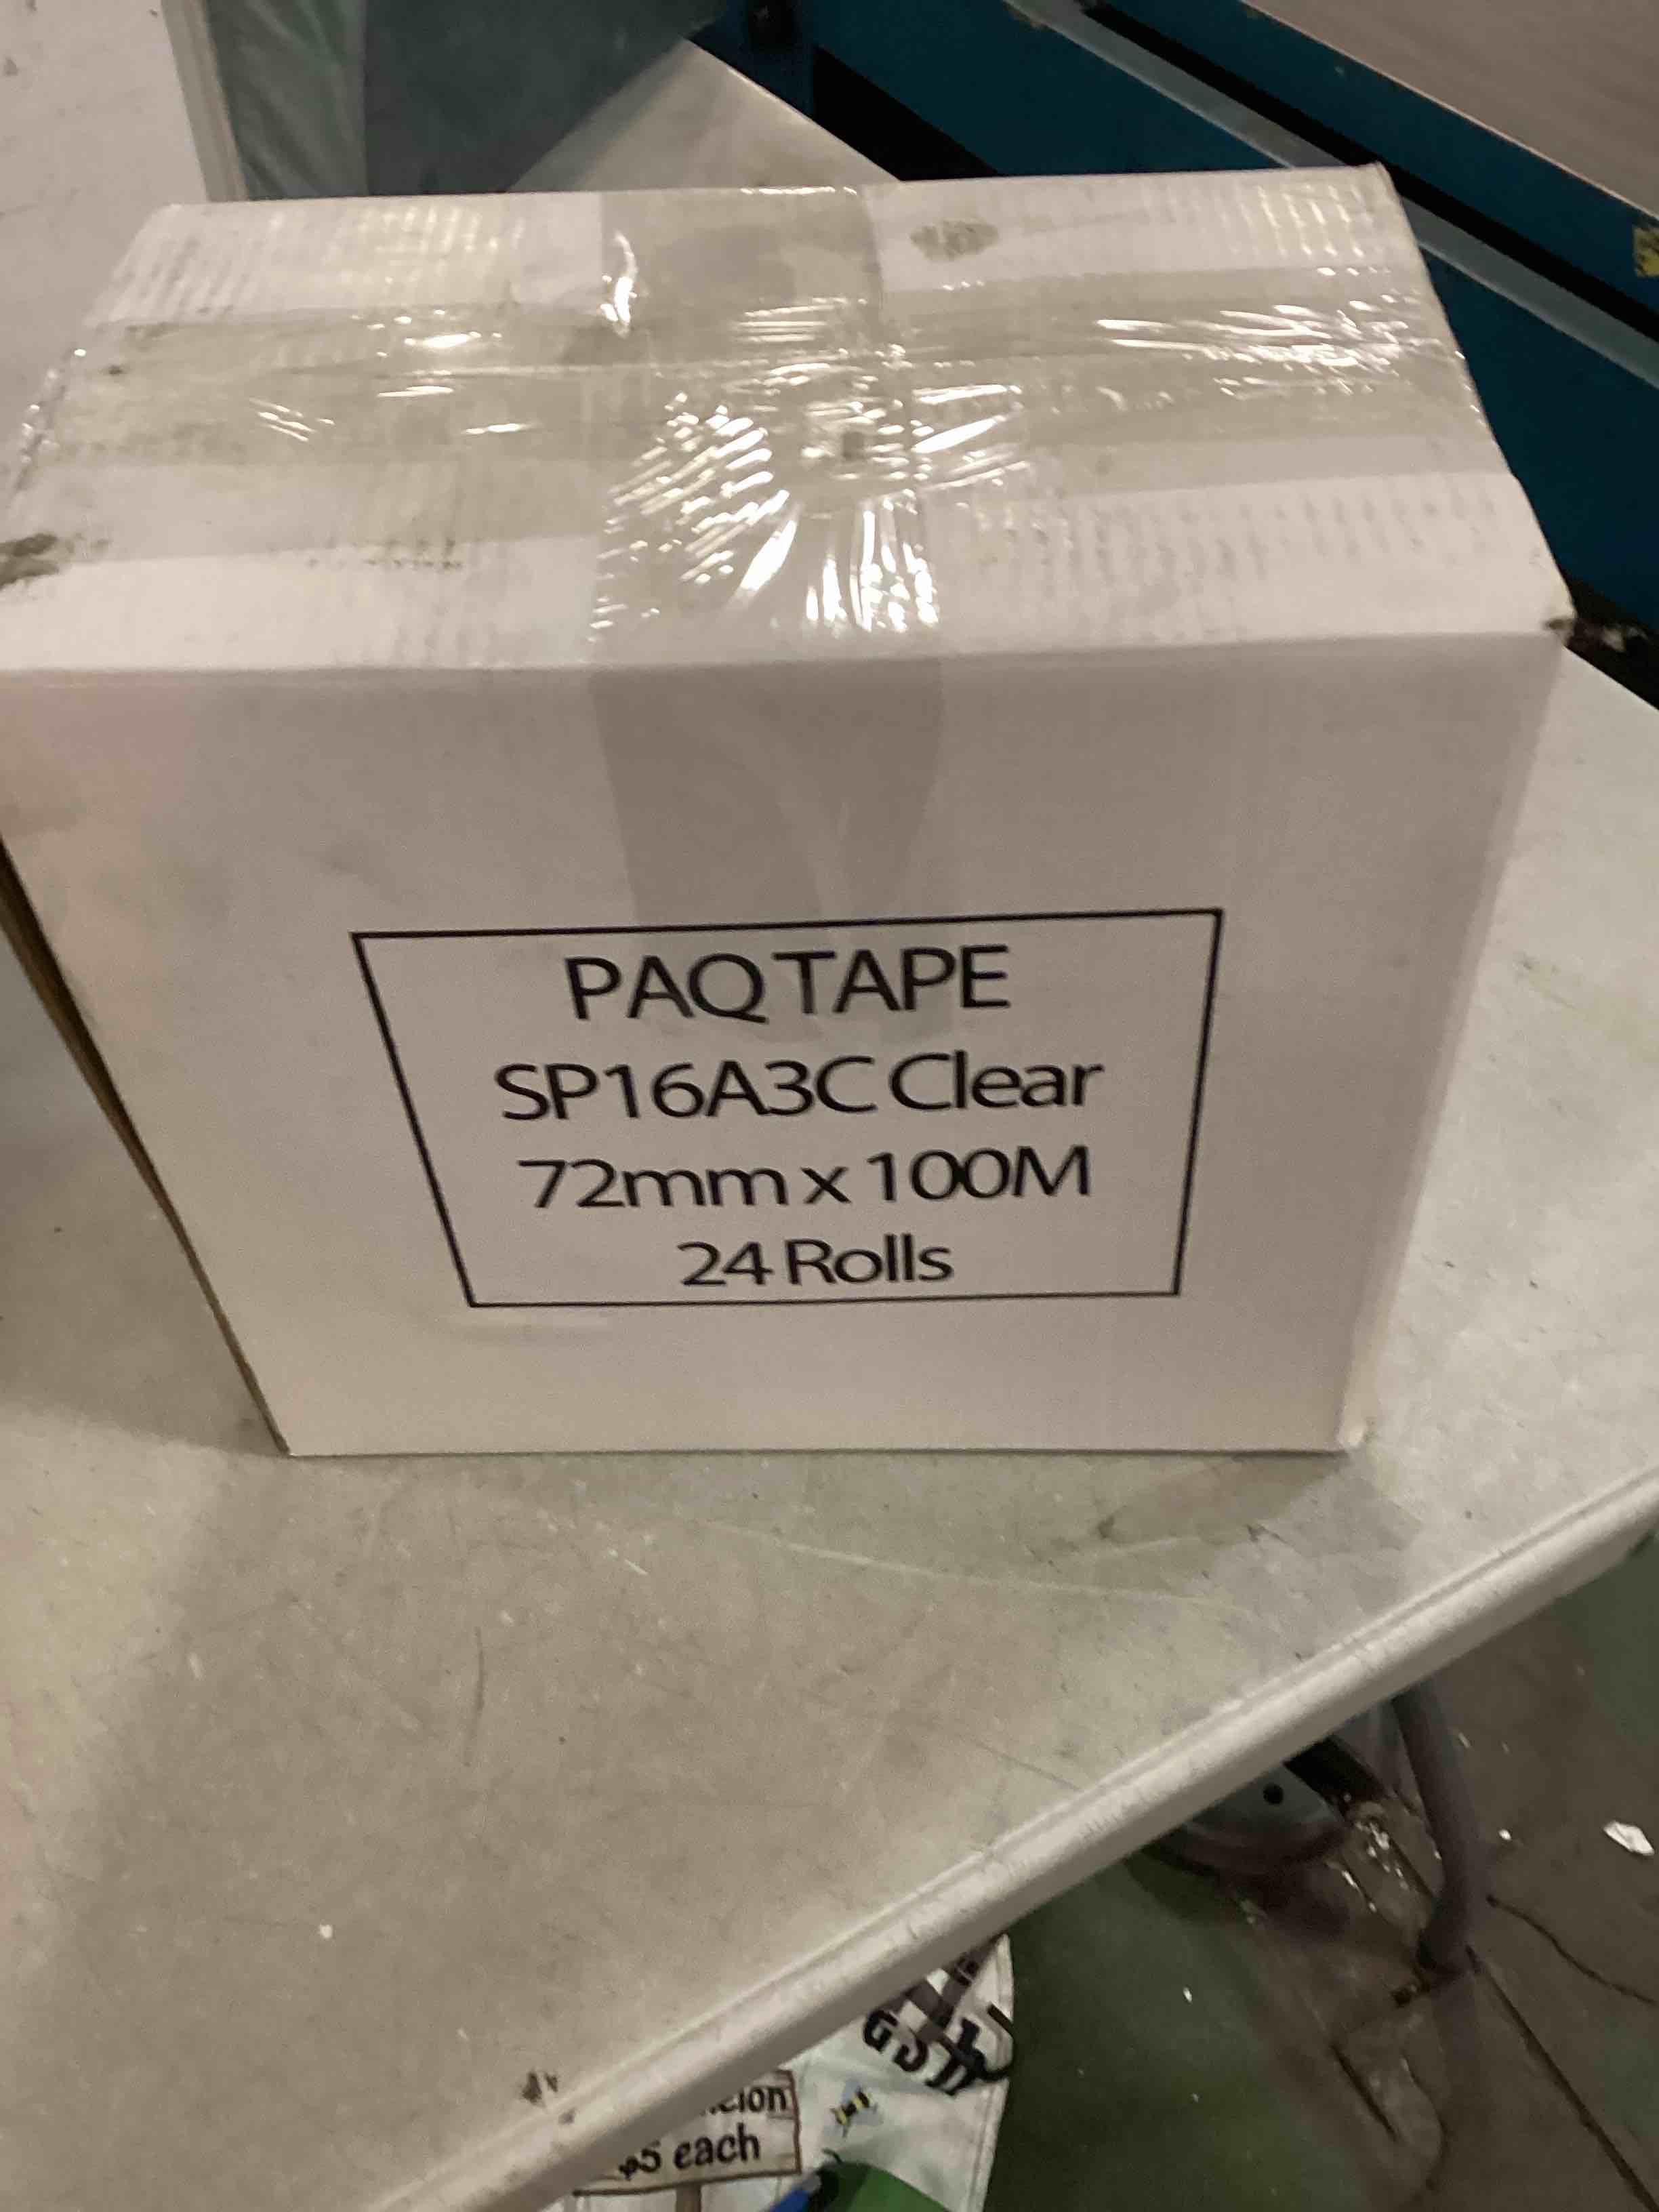 PAQ TAPE
SP16A3C Clear
72mm x 100M
24 Rolls
5 each